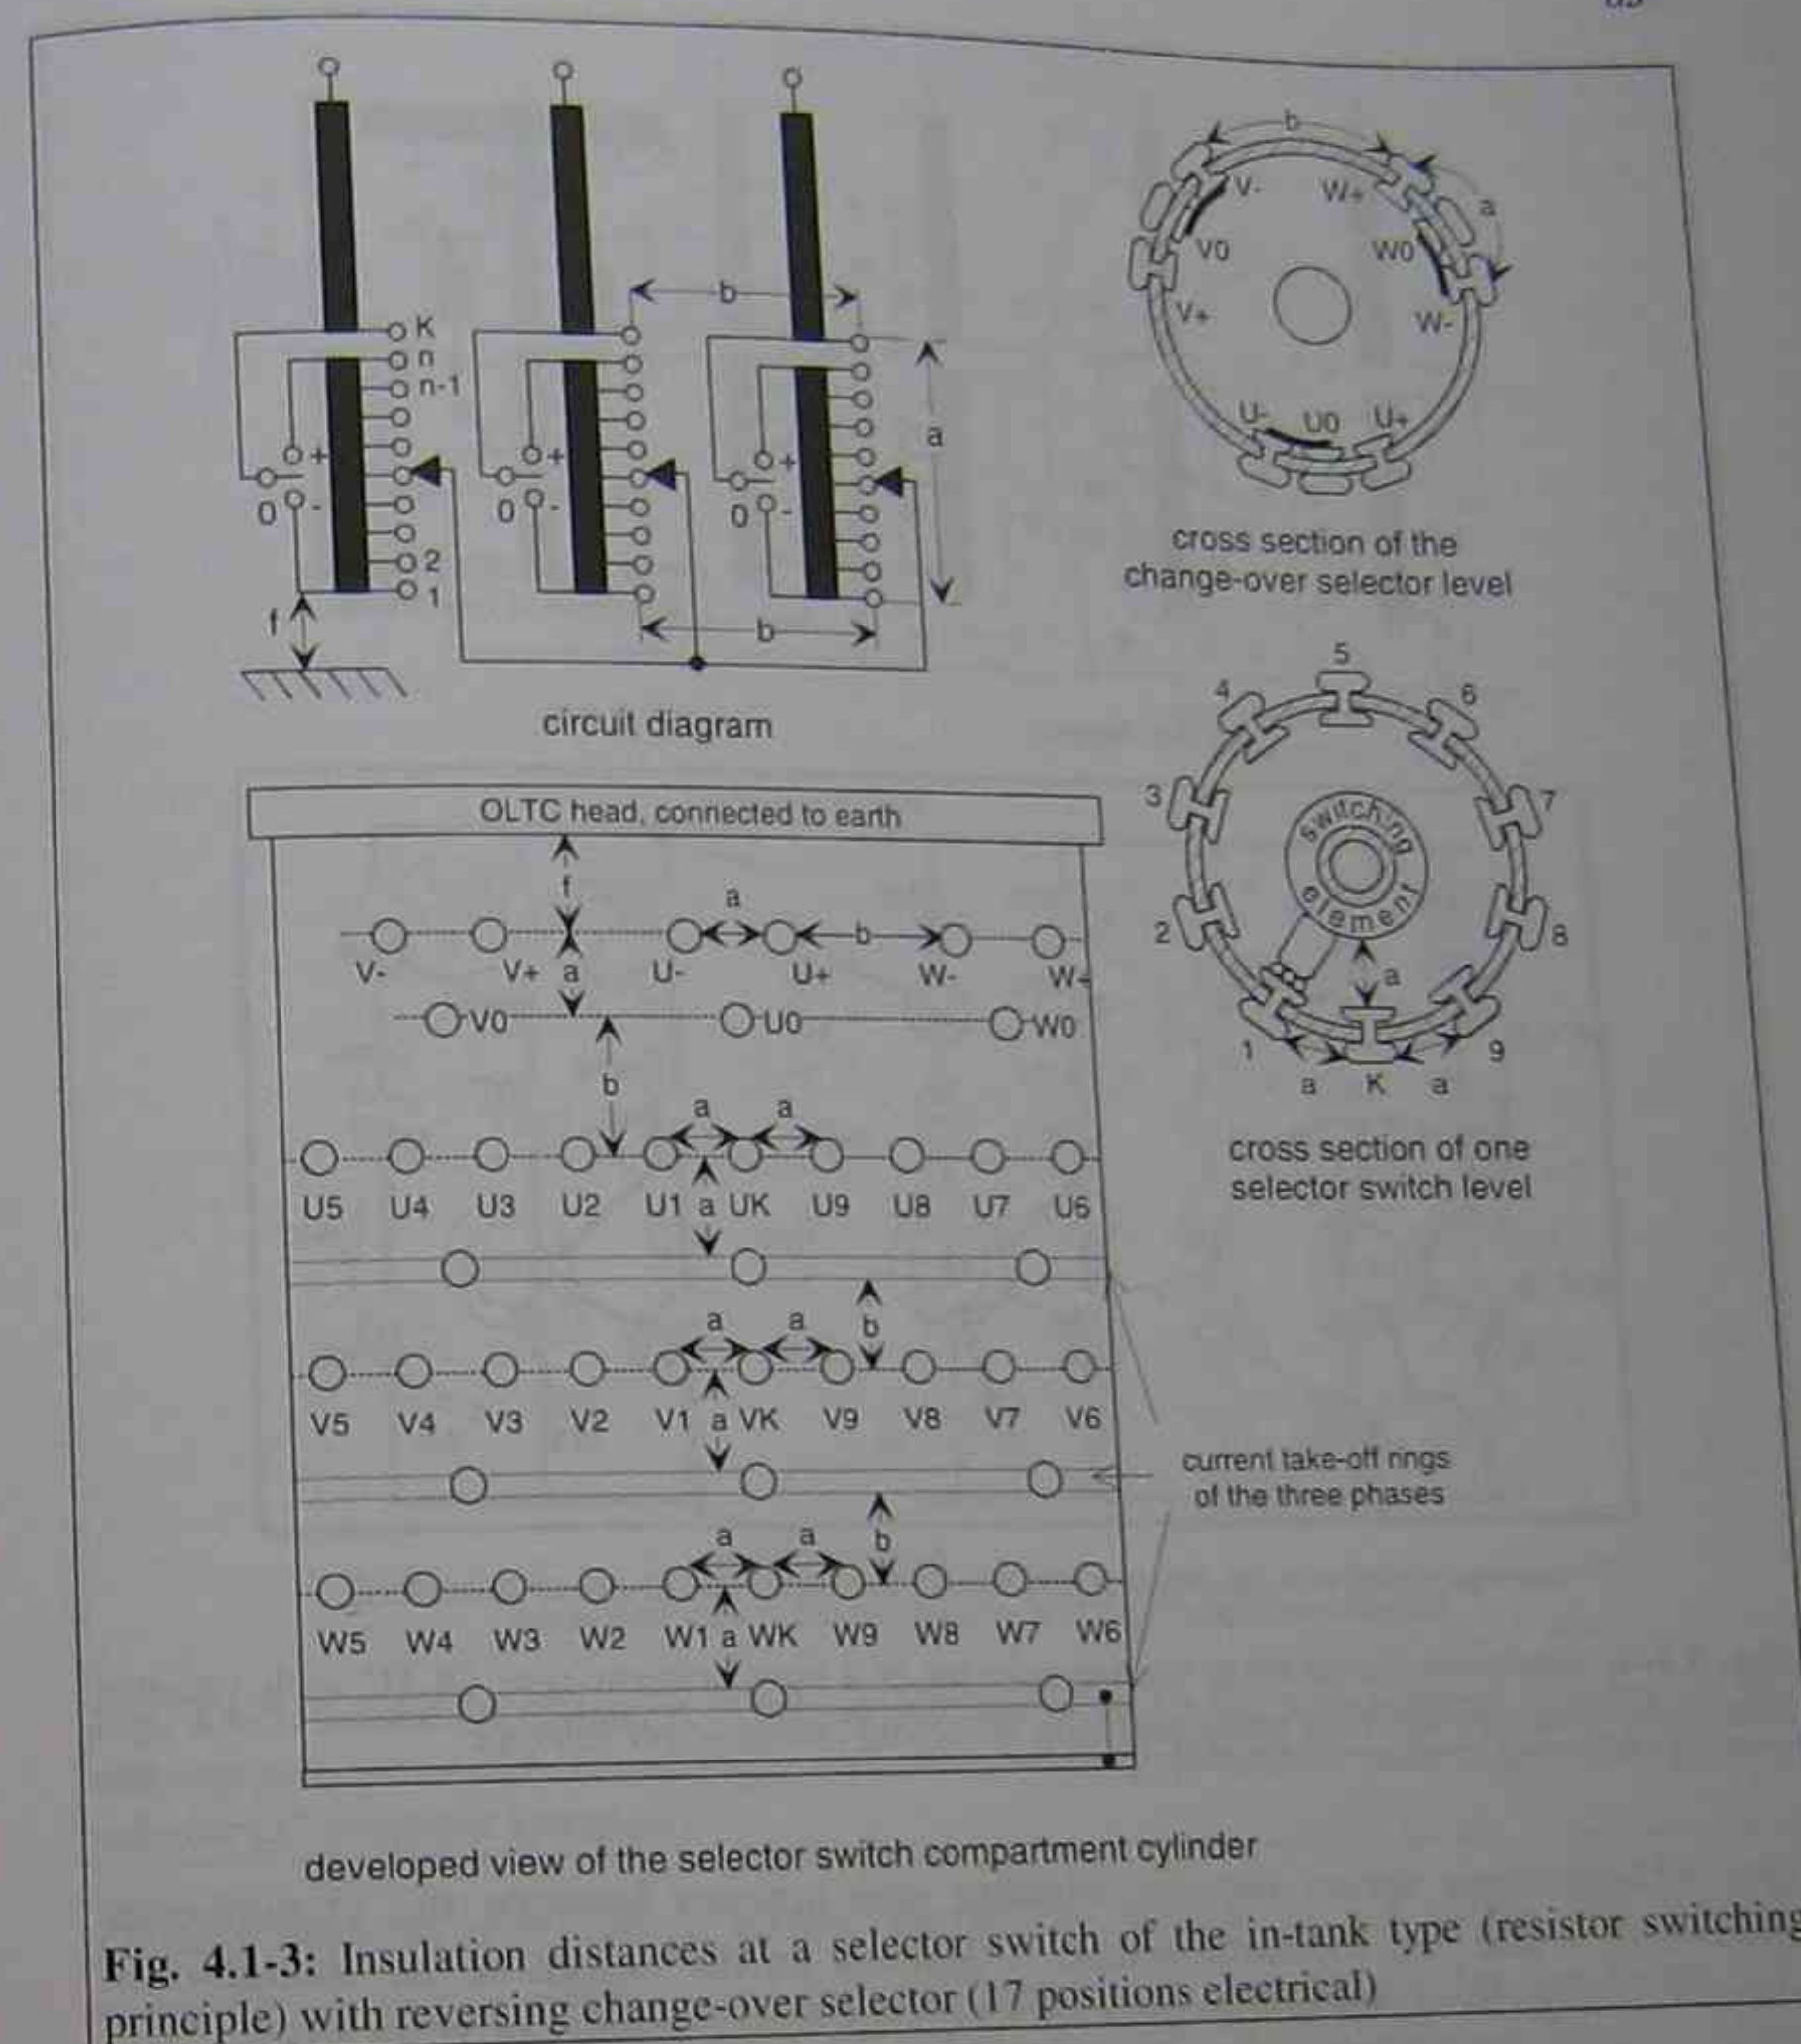 K
n
n-1
b
a
+
+
+
0
-
0
-
0
-
2
1
f
b
circuit diagram
b
V-
W+
a
V0
W0
V+
W-
U-
U0
U+
cross section of the
change-over selector level
5
4
6
3
7
switching
element
2
8
a
1
9
a
K
a
cross section of one
selector switch level
OLTC head, connected to earth
f
a
b
V-
V+
a
U-
U+
W-
V0
U0
W0
b
a
a
U5 U4 U3 U2 U1 a UK U9 U8 U7 U6
a
a
b
V5 V4 V3 V2 V1 a VK V9 V8 V7 V6
current take-off rings
of the three phases
a
a
b
W5 W4 W3 W2 W1 a WK W9 W8 W7 W6
developed view of the selector switch compartment cylinder
Fig. 4.1-3: Insulation distances at a selector switch of the in-tank type (resistor switching
principle) with reversing change-over selector (17 positions electrical)